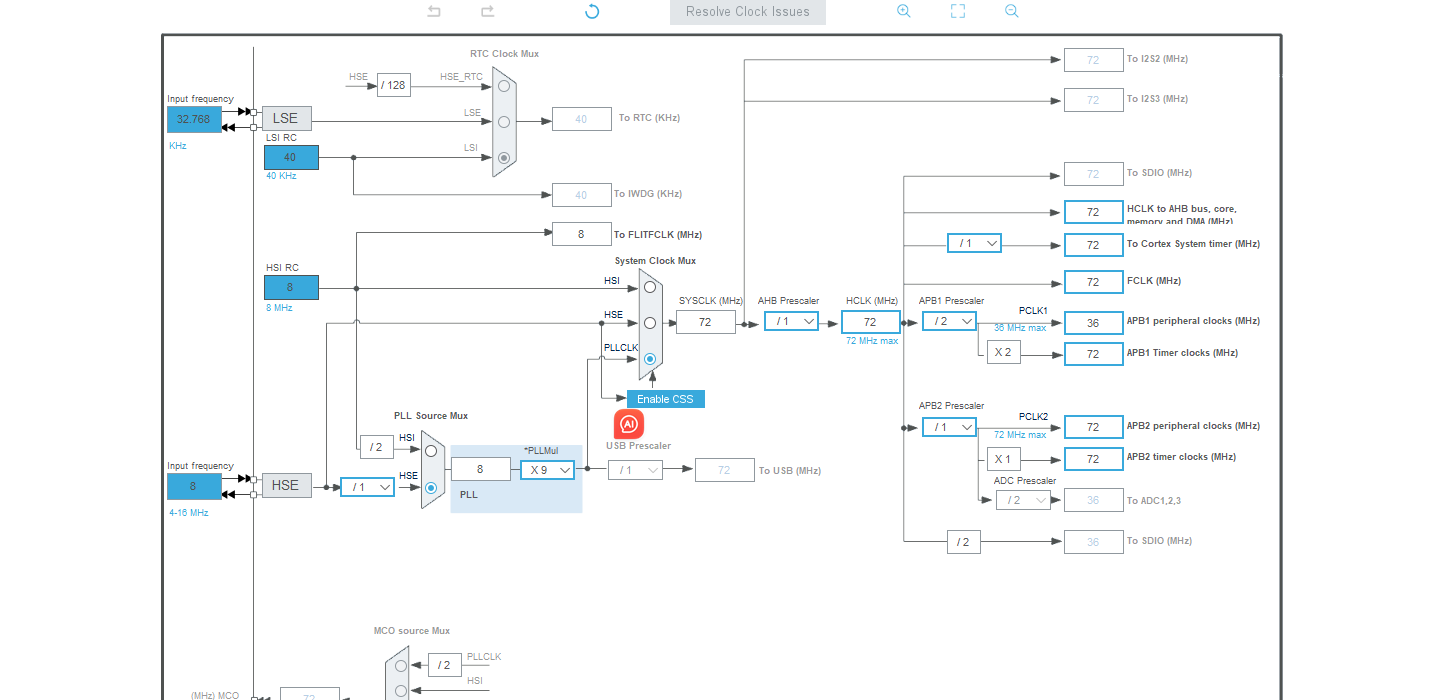 Resolve Clock Issues
RTC Clock Mux
HSE
/ 128
HSE_RTC
72
To I2S2 (MHz)
Input frequency
32.768
KHz
LSE
LSE
40
To RTC (KHz)
72
To I2S3 (MHz)
LSI RC
40
40 KHz
LSI
40
To IWDG (KHz)
72
To SDIO (MHz)
8
To FLITFCLK (MHz)
72
HCLK to AHB bus, core,
memory and DMA (MHz)
/ 1
72
To Cortex System timer (MHz)
System Clock Mux
HSI RC
8
8 MHz
HSI
72
FCLK (MHz)
HSE
SYSCLK (MHz)
72
AHB Prescaler
/ 1
HCLK (MHz)
72
72 MHz max
APB1 Prescaler
/ 2
PCLK1
36 MHz max
36
APB1 peripheral clocks (MHz)
PLLCLK
X 2
72
APB1 Timer clocks (MHz)
Enable CSS
AI
APB2 Prescaler
/ 1
PCLK2
72 MHz max
72
APB2 peripheral clocks (MHz)
PLL Source Mux
/ 2
HSI
*PLLMul
USB Prescaler
X 1
72
APB2 timer clocks (MHz)
Input frequency
8
4-16 MHz
HSE
/ 1
HSE
8
X 9
PLL
/ 1
72
To USB (MHz)
ADC Prescaler
/ 2
36
To ADC1,2,3
/ 2
36
To SDIO (MHz)
MCO source Mux
/ 2
PLLCLK
HSI
(MHz) MCO
72